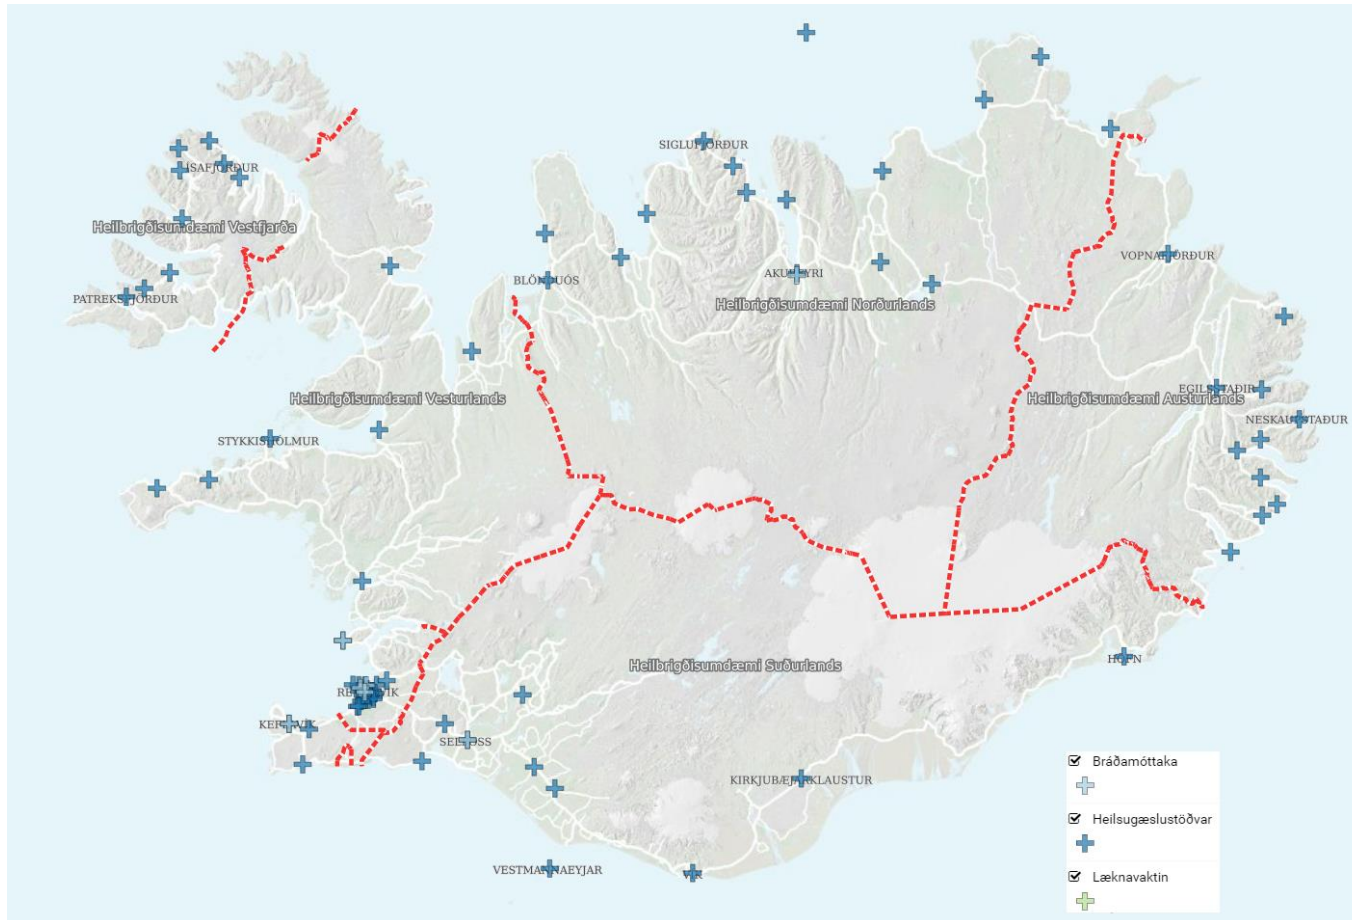 SIGLUFJÖRÐUR
ÍSAFJÖRÐUR
Heilbrigðisumdæmi Vestfjarða
VOPNAFJÖRÐUR
AKUREYRI
BLÖNDUÓS
PATREKSFJÖRÐUR
Heilbrigðisumdæmi Norðurlands
EGILSSTAÐIR
Heilbrigðisumdæmi Vesturlands
Heilbrigðisumdæmi Austurlands
NESKAUPSTAÐUR
STYKKISHÓLMUR
HÖFN
Heilbrigðisumdæmi Suðurlands
REYKJAVÍK
KEFLAVÍK
SELFOSS
Bráðamóttaka
KIRKJUBÆJARKLAUSTUR
Heilsugæslustöðvar
VESTMANNAEYJAR
VÍK
Læknavaktin